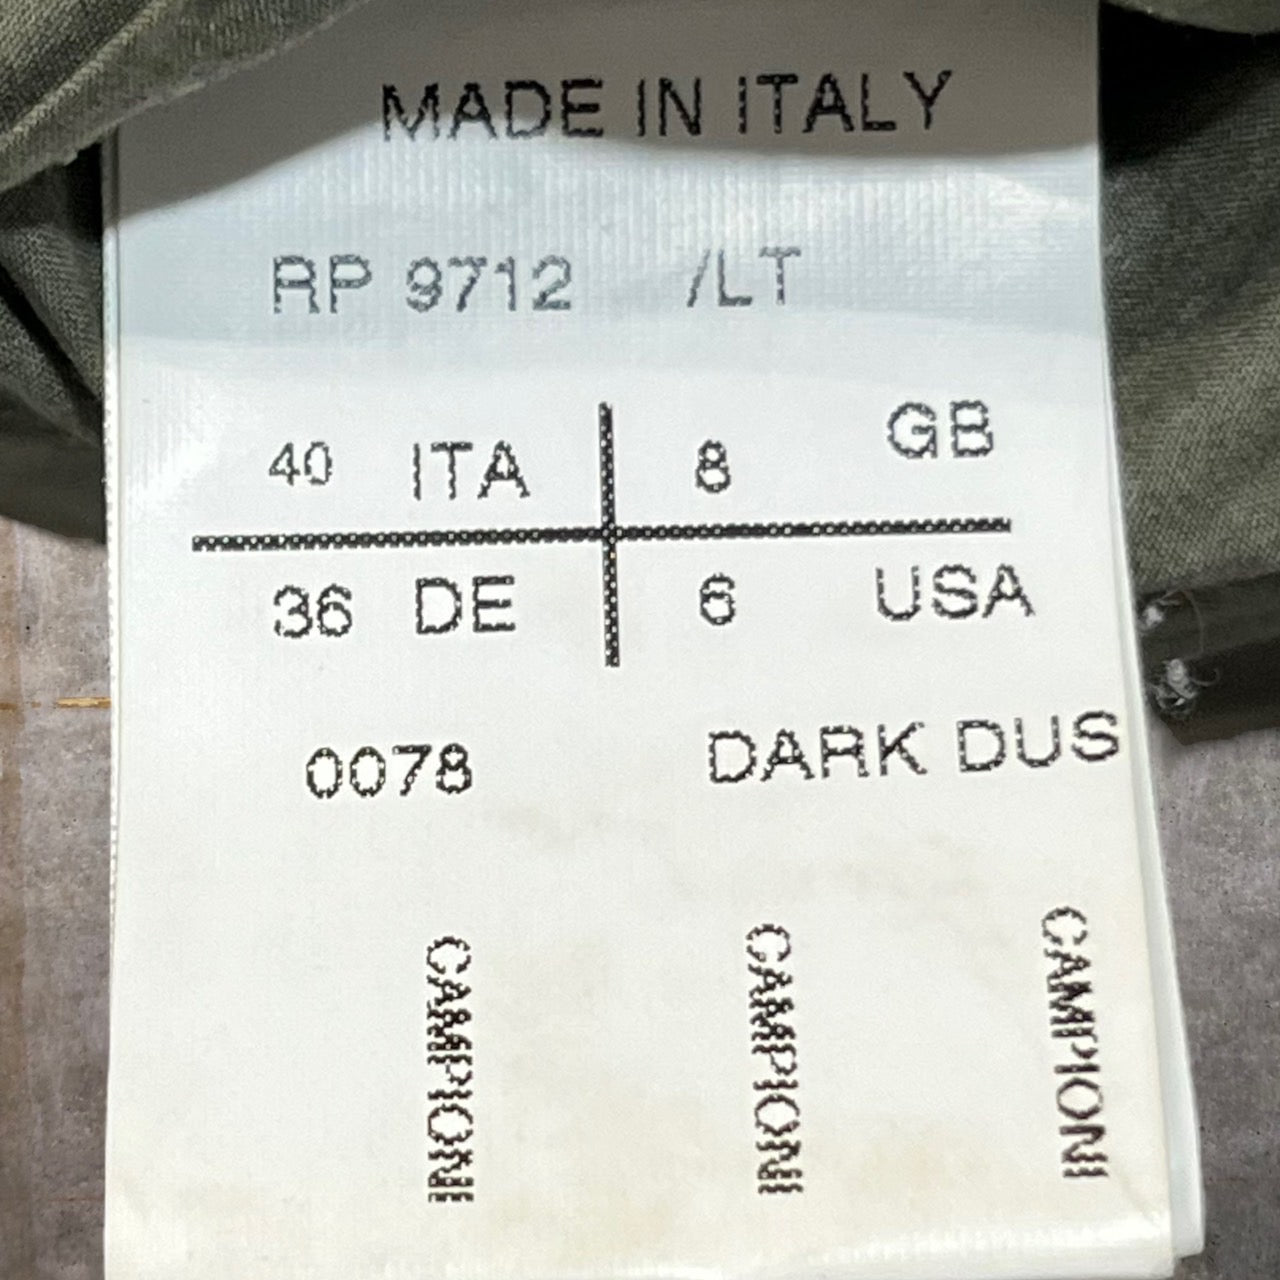 MADE IN ITALY
RP 9712 /LT
40 ITA 8 GB
36 DE 6 USA
0078 DARK DUS
CAMPIONI
CAMPIONI
CAMPIONI